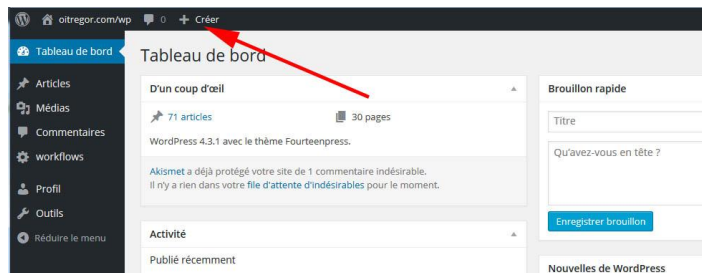 oitregor.com/wp 0 + Créer
Tableau de bord
Articles
Médias
Commentaires
workflows
Profil
Outils
Réduire le menu
Tableau de bord
D'un coup d'œil
71 articles 30 pages
WordPress 4.3.1 avec le thème Fourteenpress.
Akismet a déjà protégé votre site de 1 commentaire indésirable.
Il n'y a rien dans votre file d'attente d'indésirables pour le moment.
Activité
Publié récemment
Brouillon rapide
Titre
Qu'avez-vous en tête ?
Enregistrer brouillon
Nouvelles de WordPress